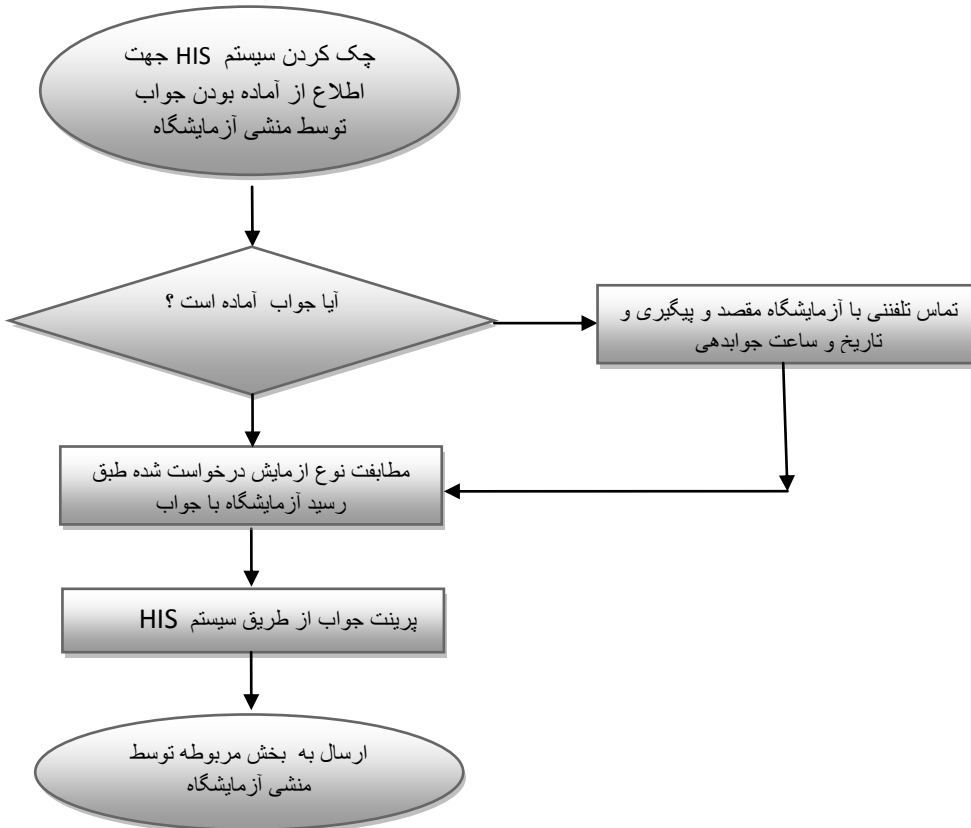 چک کردن سیستم HIS جهت
اطلاع از آماده بودن جواب
توسط منشی آزمایشگاه
آیا جواب آماده است ؟
تماس تلفننی با آزمایشگاه مقصد و پیگیری و
تاریخ و ساعت جوابدهی
مطابفت نوع ازمایش درخواست شده طبق
رسید آزمایشگاه با جواب
پرینت جواب از طریق سیستم HIS
ارسال به بخش مربوطه توسط
منشی آزمایشگاه